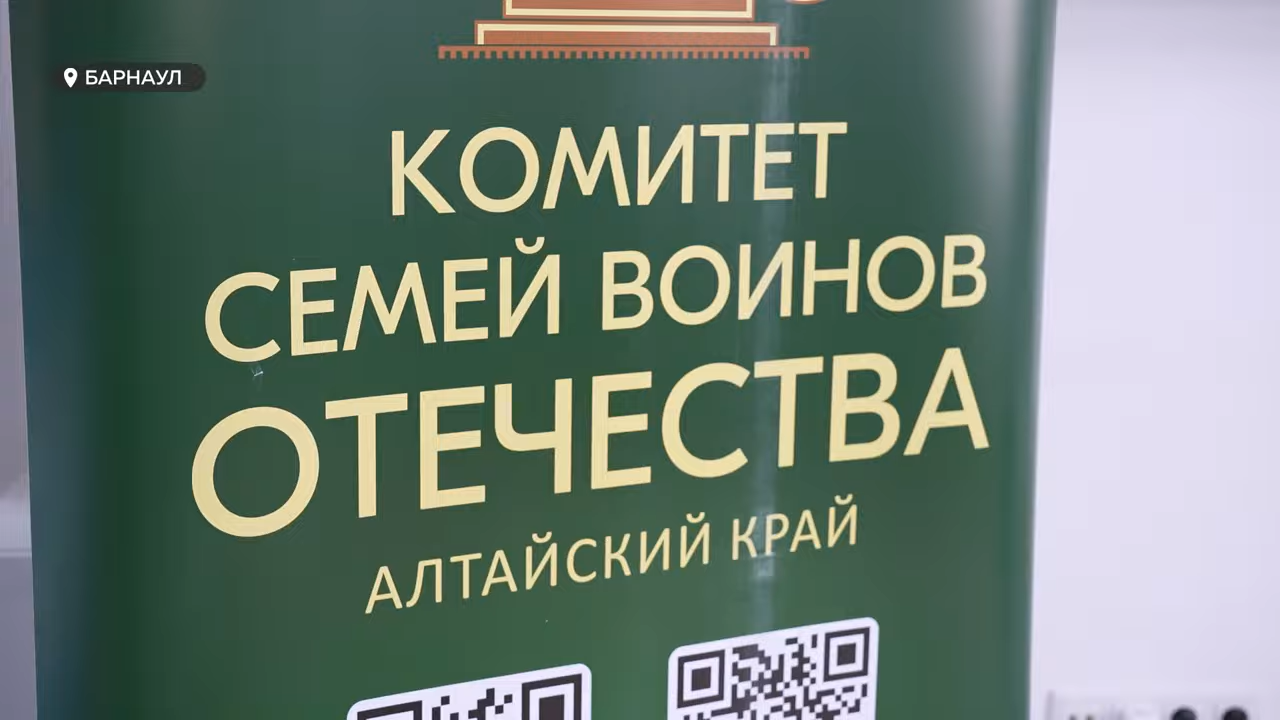 БАРНАУЛ
КОМИТЕТ
СЕМЕЙ ВОИНОВ
ОТЕЧЕСТВА
АЛТАЙСКИЙ КРАЙ